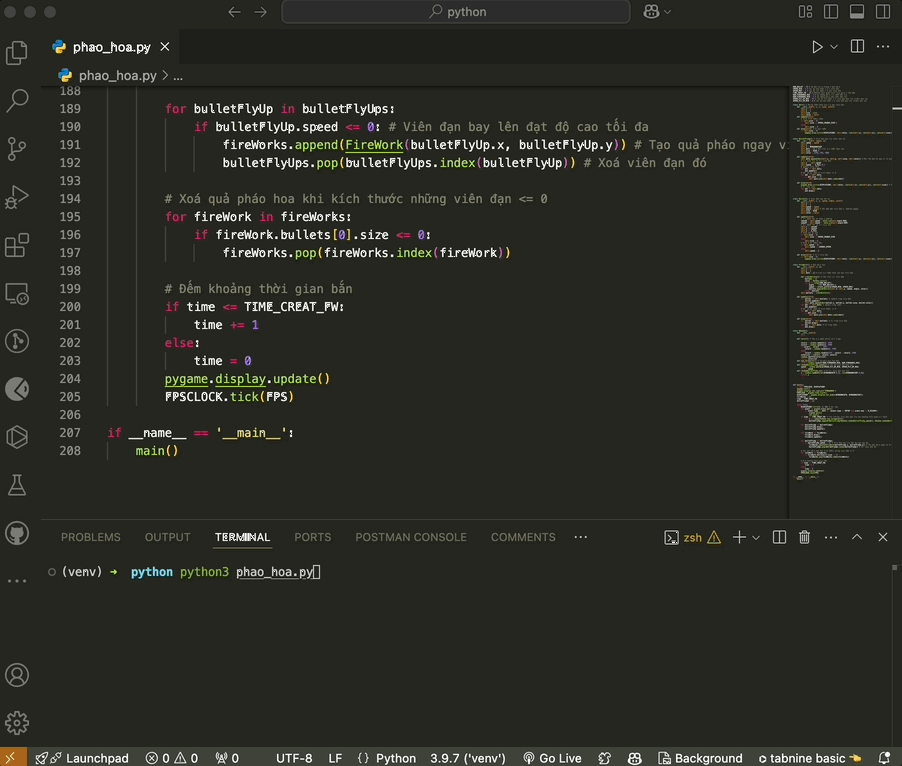 python
phao_hoa.py
phao_hoa.py > ...
188
189 for bulletFlyUp in bulletFlyUps:
190 if bulletFlyUp.speed <= 0: # Viên đạn bay lên đạt độ cao tối đa
191 fireWorks.append(FireWork(bulletFlyUp.x, bulletFlyUp.y)) # Tạo quả pháo ngay
192 bulletFlyUps.pop(bulletFlyUps.index(bulletFlyUp)) # Xoá viên đạn đó
193
194 # Xoá quả pháo hoa khi kích thước những viên đạn <= 0
195 for fireWork in fireWorks:
196 if fireWork.bullets[0].size <= 0:
197 fireWorks.pop(fireWorks.index(fireWork))
198
199 # Đếm khoảng thời gian bắn
200 if time <= TIME_CREAT_FW:
201 time += 1
202 else:
203 time = 0
204 pygame.display.update()
205 FPSCLOCK.tick(FPS)
206
207 if __name__ == '__main__':
208 main()
PROBLEMS OUTPUT TERMINAL PORTS POSTMAN CONSOLE COMMENTS ... zsh
(venv) → python python3 phao_hoa.py
Launchpad 0 0 0 UTF-8 LF {} Python 3.9.7 ('venv') Go Live Background tabnine basic